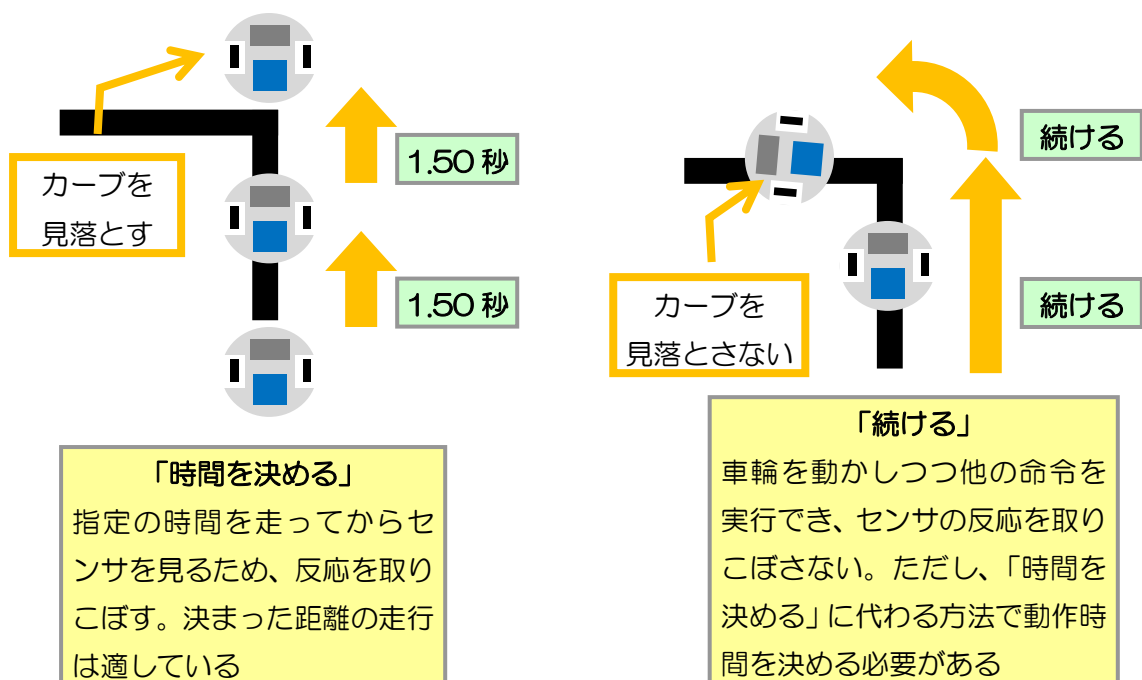 カーブを
見落とす
1.50 秒
1.50 秒
「時間を決める」
指定の時間を走ってからセ
ンサを見るため、反応を取り
こぼす。決まった距離の走行
は適している
続ける
続ける
カーブを
見落とさない
「続ける」
車輪を動かしつつ他の命令を
実行でき、センサの反応を取り
こぼさない。ただし、「時間を
決める」に代わる方法で動作時
間を決める必要がある